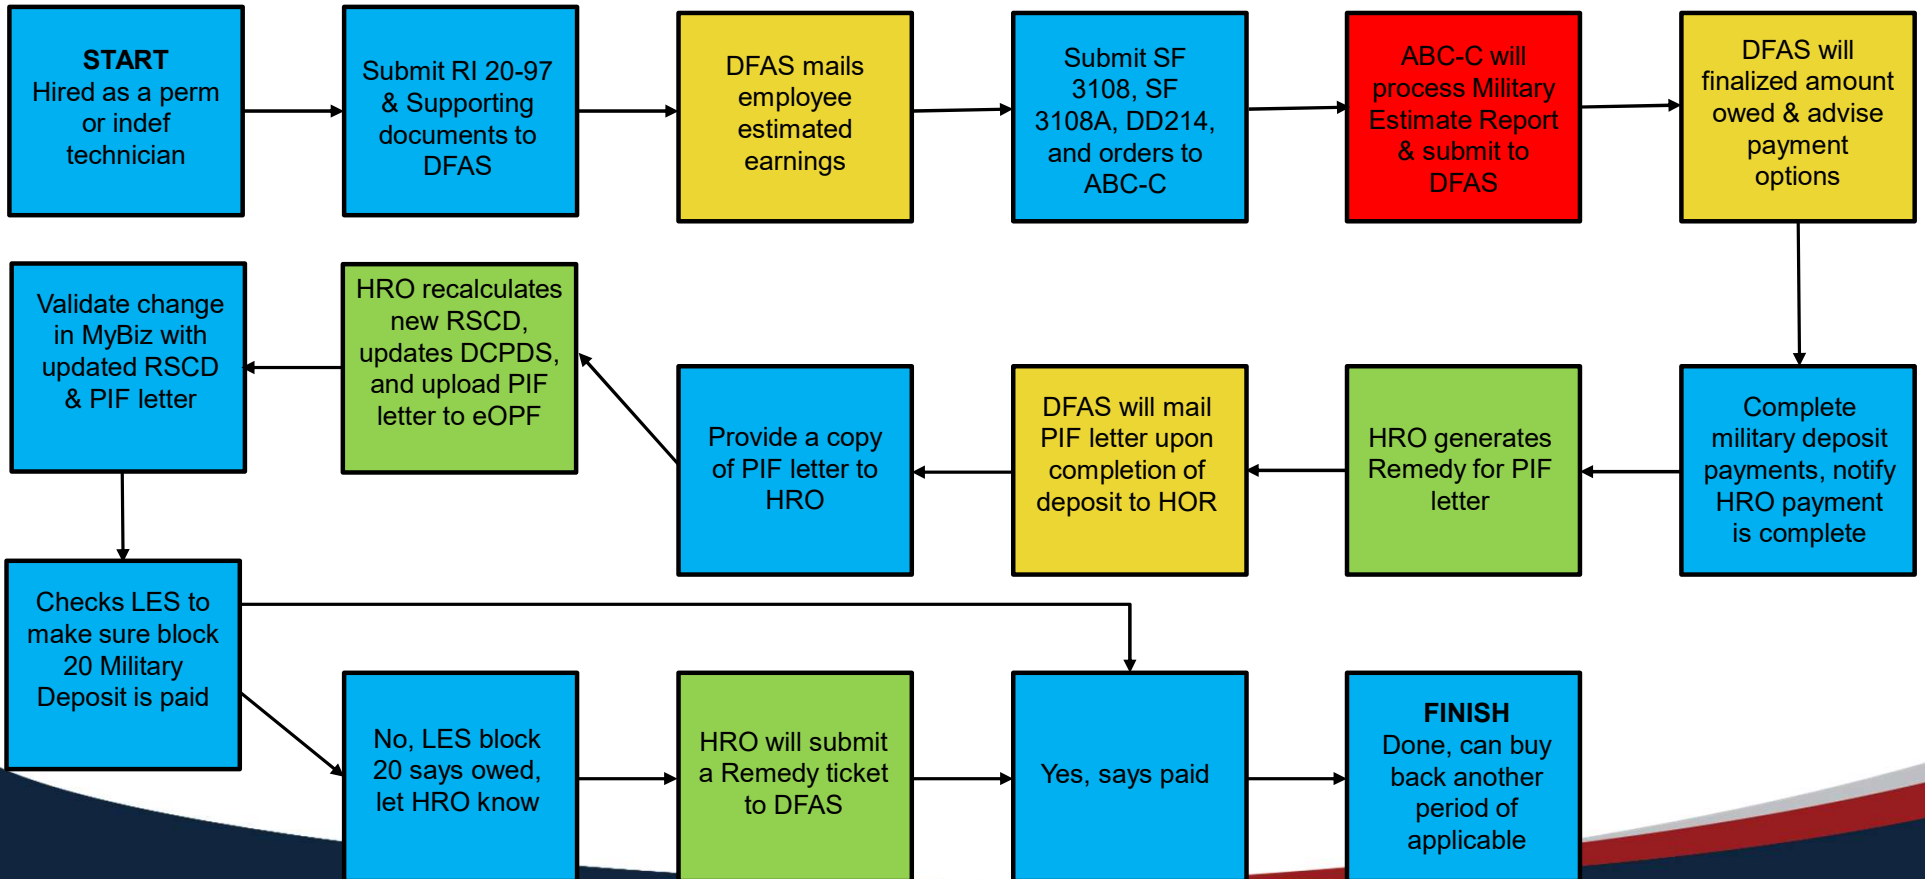 START
Hired as a perm
or indef
technician
Submit RI 20-97
& Supporting
documents to
DFAS
DFAS mails
employee
estimated
earnings
Submit SF
3108, SF
3108A, DD214,
and orders to
ABC-C
ABC-C will
process Military
Estimate Report
& submit to
DFAS
DFAS will
finalized amount
owed & advise
payment
options
Complete
military deposit
payments, notify
HRO payment
is complete
HRO generates
Remedy for PIF
letter
DFAS will mail
PIF letter upon
completion of
deposit to HOR
Provide a copy
of PIF letter to
HRO
HRO recalculates
new RSCD,
updates DCPDS,
and upload PIF
letter to eOPF
Validate change
in MyBiz with
updated RSCD
& PIF letter
Checks LES to
make sure block
20 Military
Deposit is paid
No, LES block
20 says owed,
let HRO know
HRO will submit
a Remedy ticket
to DFAS
Yes, says paid
FINISH
Done, can buy
back another
period of
applicable